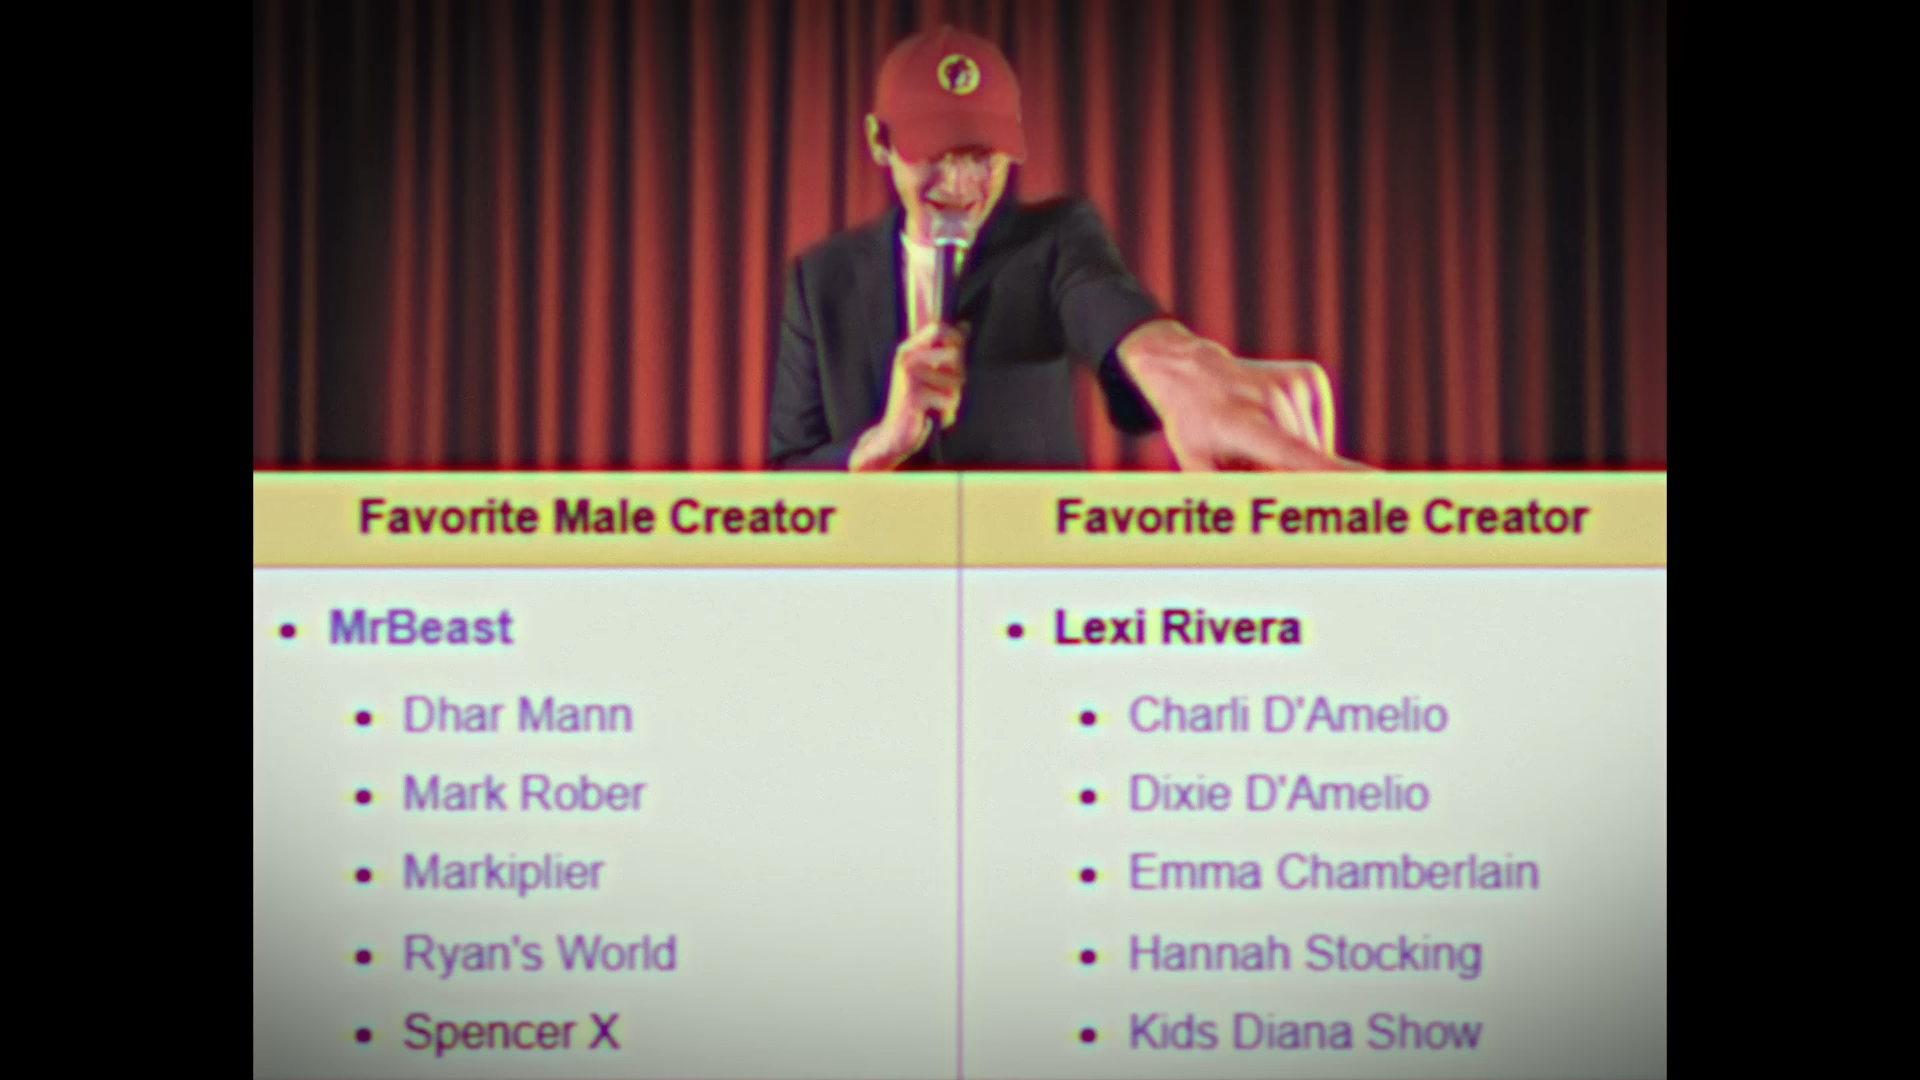 Favorite Male Creator
Favorite Female Creator
MrBeast
Dhar Mann
Mark Rober
Markiplier
Ryan's World
Spencer X
Lexi Rivera
Charli D'Amelio
Dixie D'Amelio
Emma Chamberlain
Hannah Stocking
Kids Diana Show